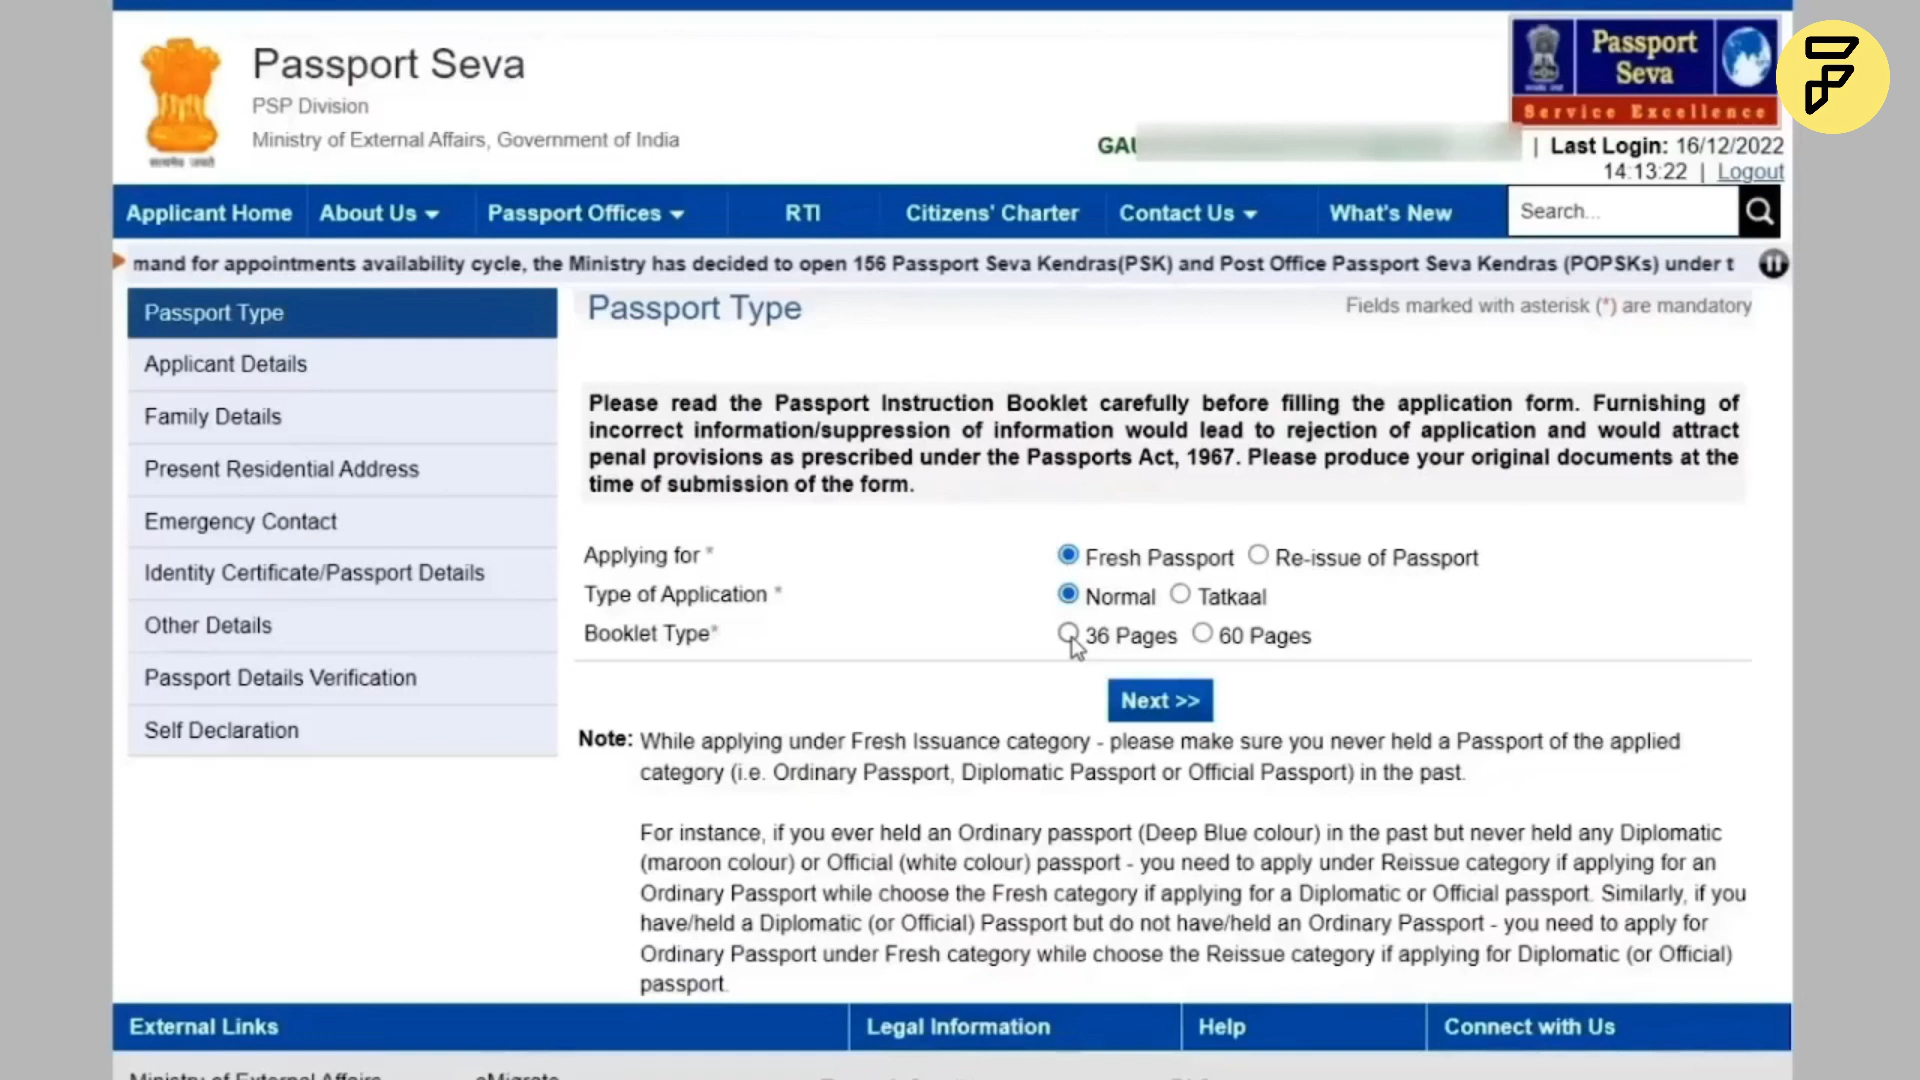 Passport Seva
PSP Division
Ministry of External Affairs, Government of India
सत्यमेव जयते
Passport
Seva
Service Excellence
GAU
| Last Login: 16/12/2022
14:13:22 | Logout
Applicant Home About Us Passport Offices RTI Citizens' Charter Contact Us What's New Search...
mand for appointments availability cycle, the Ministry has decided to open 156 Passport Seva Kendras(PSK) and Post Office Passport Seva Kendras (POPSKs) under t
Passport Type
Applicant Details
Family Details
Present Residential Address
Emergency Contact
Identity Certificate/Passport Details
Other Details
Passport Details Verification
Self Declaration
Passport Type
Fields marked with asterisk (*) are mandatory
Please read the Passport Instruction Booklet carefully before filling the application form. Furnishing of
incorrect information/suppression of information would lead to rejection of application and would attract
penal provisions as prescribed under the Passports Act, 1967. Please produce your original documents at the
time of submission of the form.
Applying for * Fresh Passport Re-issue of Passport
Type of Application * Normal Tatkaal
Booklet Type* 36 Pages 60 Pages
Next >>
Note: While applying under Fresh Issuance category - please make sure you never held a Passport of the applied
category (i.e. Ordinary Passport, Diplomatic Passport or Official Passport) in the past.
For instance, if you ever held an Ordinary passport (Deep Blue colour) in the past but never held any Diplomatic
(maroon colour) or Official (white colour) passport - you need to apply under Reissue category if applying for an
Ordinary Passport while choose the Fresh category if applying for a Diplomatic or Official passport. Similarly, if you
have/held a Diplomatic (or Official) Passport but do not have/held an Ordinary Passport - you need to apply for
Ordinary Passport under Fresh category while choose the Reissue category if applying for Diplomatic (or Official)
passport.
External Links Legal Information Help Connect with Us
Ministry of External Affairs eMigrate